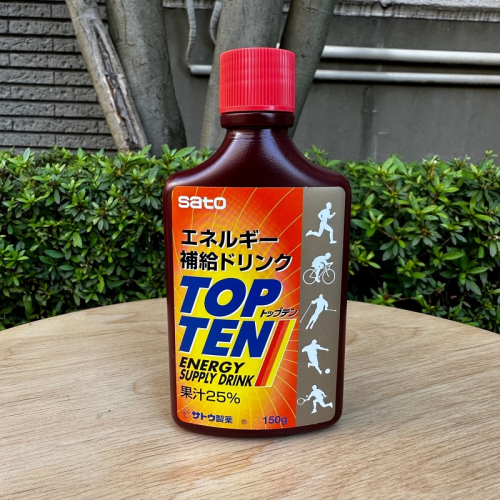 sato
エネルギー
補給ドリンク
TOP
トップテン
TEN
ENERGY
SUPPLY DRINK
果汁25%
サトウ製薬 ®
150g